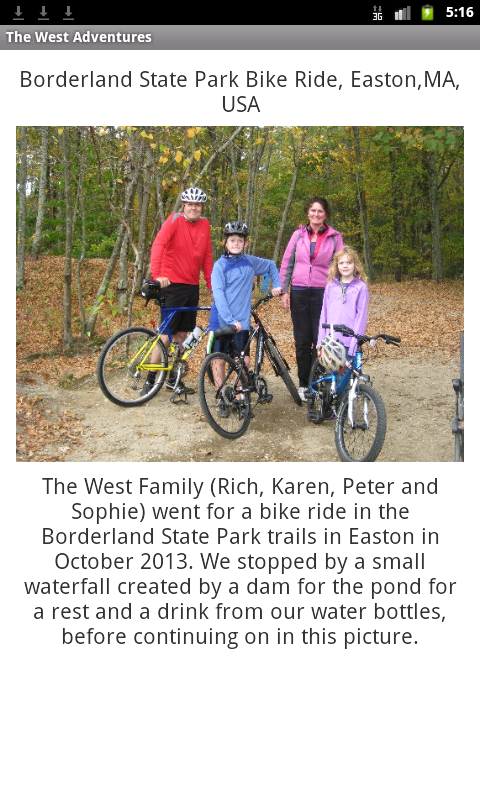 3G 5:16
The West Adventures
Borderland State Park Bike Ride, Easton,MA,
USA
The West Family (Rich, Karen, Peter and
Sophie) went for a bike ride in the
Borderland State Park trails in Easton in
October 2013. We stopped by a small
waterfall created by a dam for the pond for
a rest and a drink from our water bottles,
before continuing on in this picture.